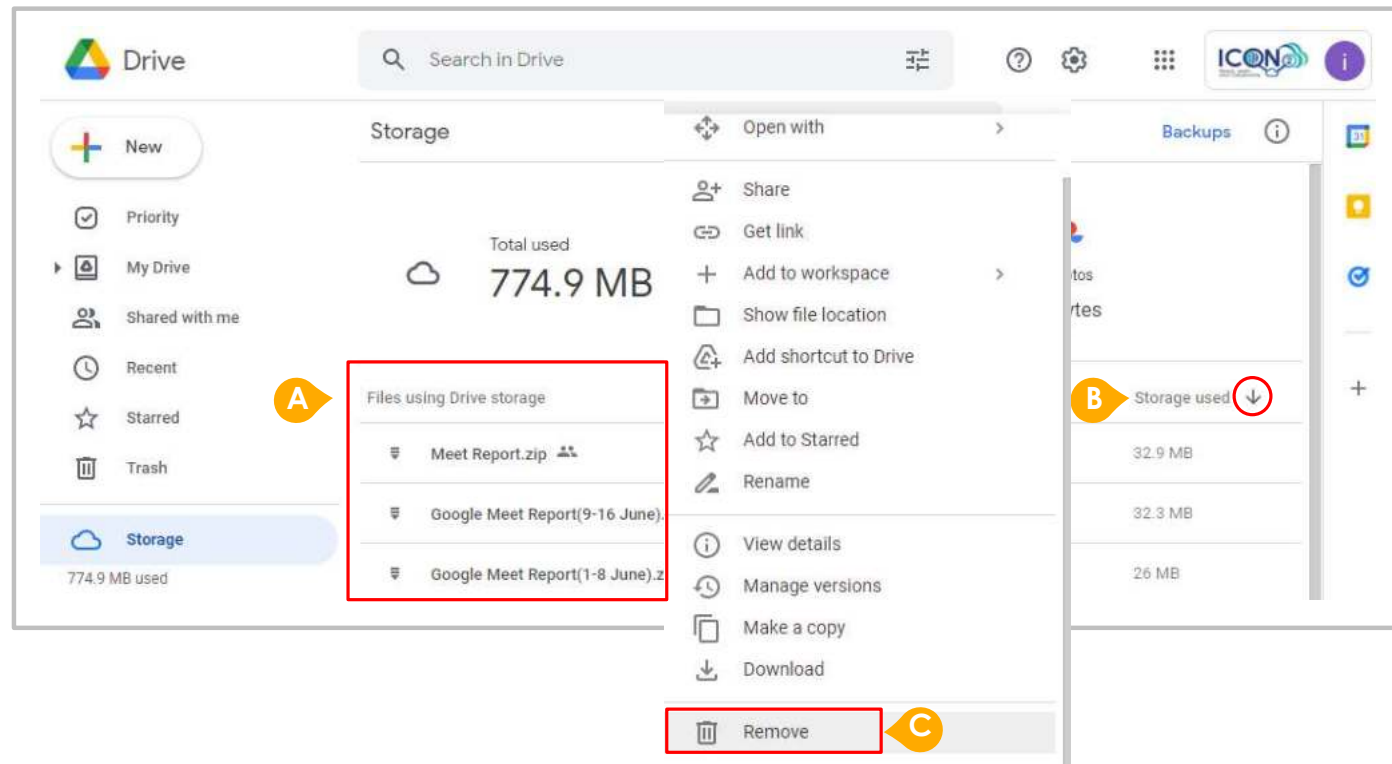 Drive
Search in Drive
ICON
i
New
Priority
My Drive
Shared with me
Recent
Starred
Trash
Storage
774.9 MB used
Storage
Backups
31
Total used
774.9 MB
tos
ytes
A
Files using Drive storage
B
Storage used
Meet Report.zip
32.9 MB
Google Meet Report(9-16 June).
32.3 MB
Google Meet Report(1-8 June).z
26 MB
Open with
Share
Get link
Add to workspace
Show file location
Add shortcut to Drive
Move to
Add to Starred
Rename
View details
Manage versions
Make a copy
Download
Remove
C